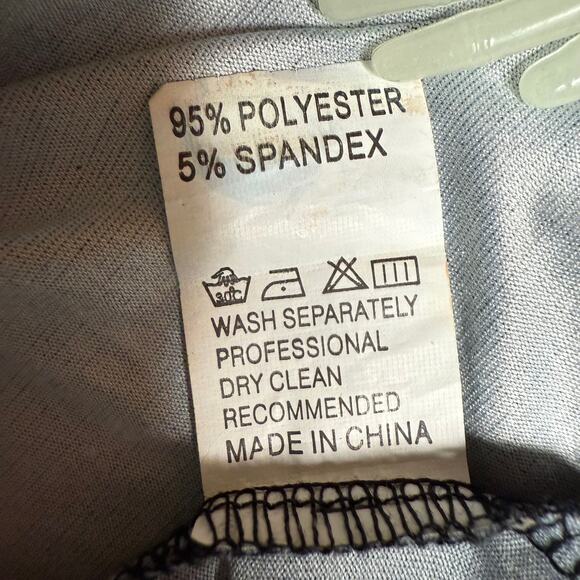 95% POLYESTER
5% SPANDEX
30°C
WASH SEPARATELY
PROFESSIONAL
DRY CLEAN
RECOMMENDED
MADE IN CHINA